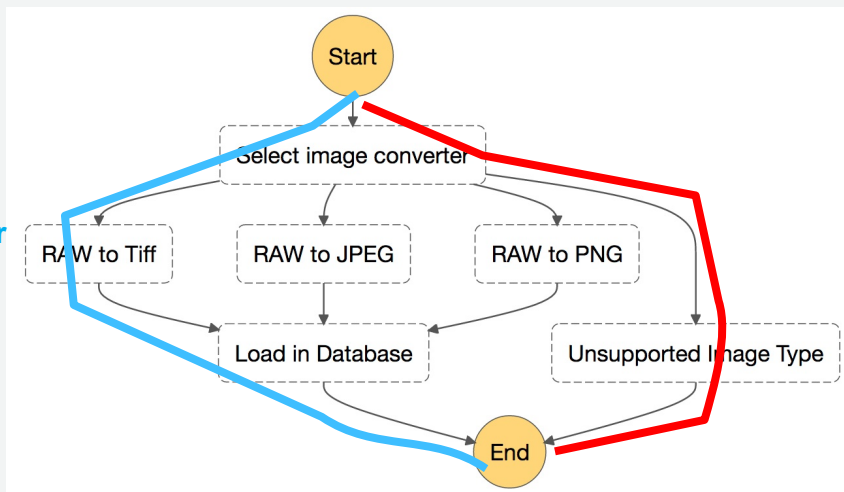 Start
Select image converter
r
RAW to Tiff
RAW to JPEG
RAW to PNG
Load in Database
Unsupported Image Type
End